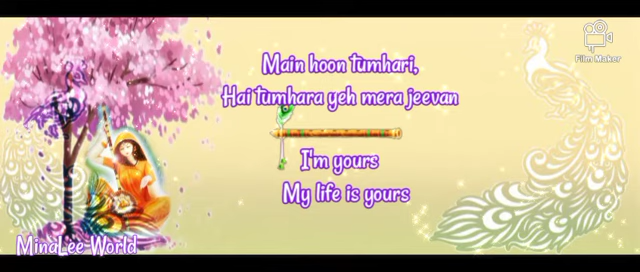 Film Maker
Main hoon tumhari,
Hai tumhara yeh mera jeevan
I'm yours
My life is yours
MinaLee World